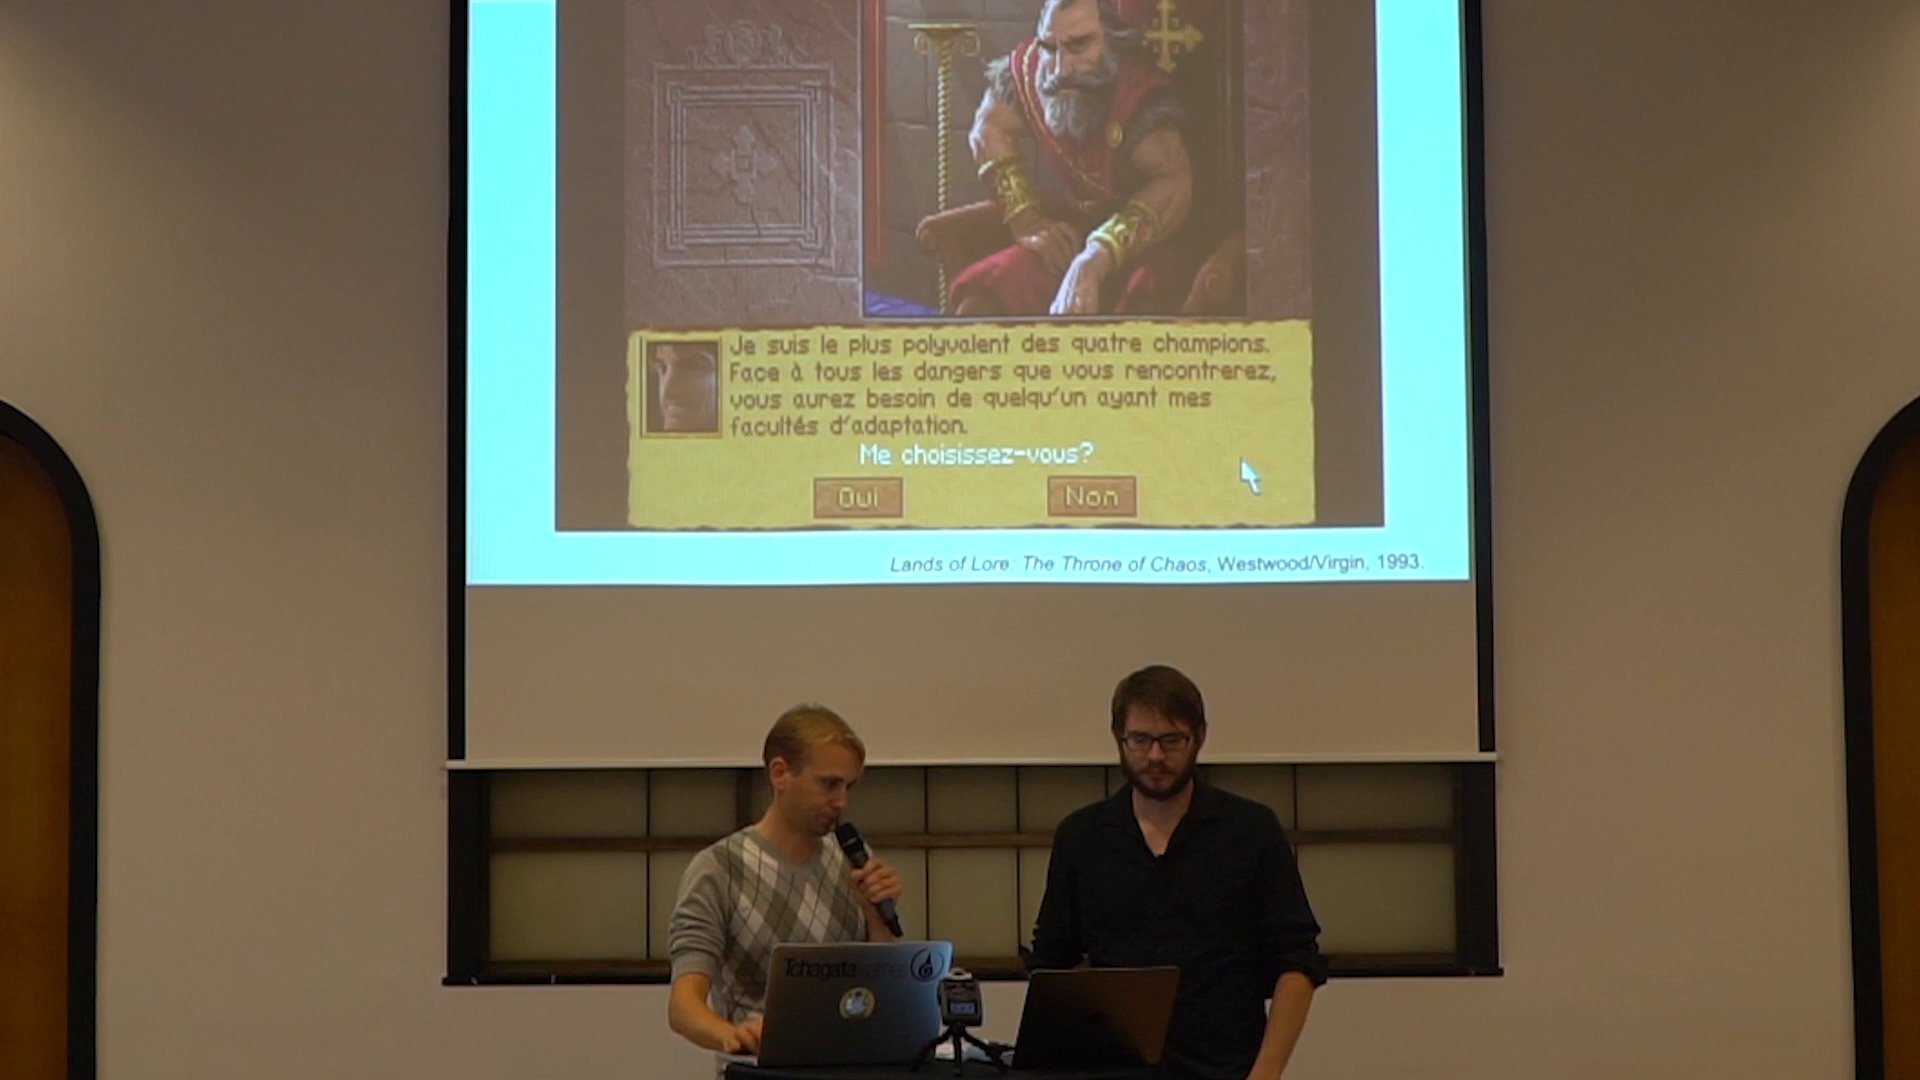 Je suis le plus polyvalent des quatre champions.
Face à tous les dangers que vous rencontrerez,
vous aurez besoin de quelqu'un ayant mes
facultés d'adaptation.
Me choisissez-vous?
Oui
Non
Lands of Lore: The Throne of Chaos, Westwood/Virgin, 1993.
Tchagata games